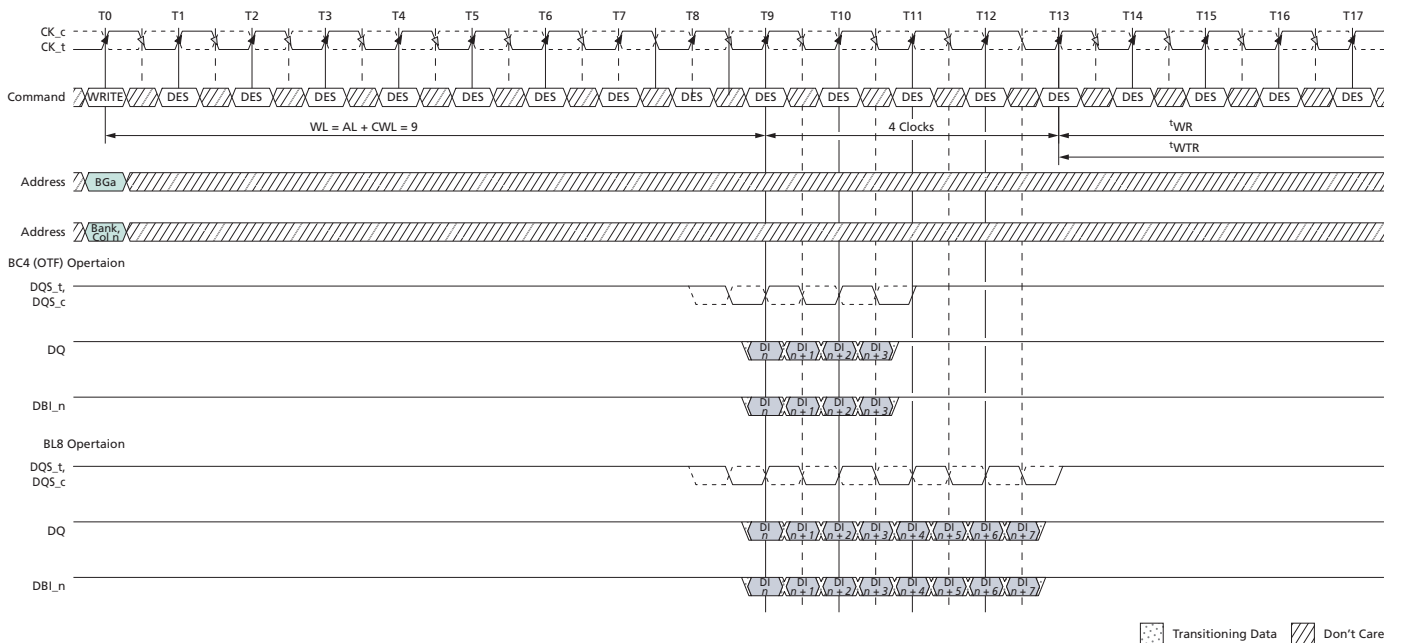 T0 T1 T2 T3 T4 T5 T6 T7 T8 T9 T10 T11 T12 T13 T14 T15 T16 T17
CK_c
CK_t
Command WRITE DES DES DES DES DES DES DES DES DES DES DES DES DES DES DES DES DES
WL = AL + CWL = 9 4 Clocks tWR
tWTR
Address BGa
Address Bank, Col n
BC4 (OTF) Opertaion
DQS_t,
DQS_c
DQ DI n DI n + 1 DI n + 2 DI n + 3
DBI_n DI n DI n + 1 DI n + 2 DI n + 3
BL8 Opertaion
DQS_t,
DQS_c
DQ DI n DI n + 1 DI n + 2 DI n + 3 DI n + 4 DI n + 5 DI n + 6 DI n + 7
DBI_n DI n DI n + 1 DI n + 2 DI n + 3 DI n + 4 DI n + 5 DI n + 6 DI n + 7
Transitioning Data Don't Care